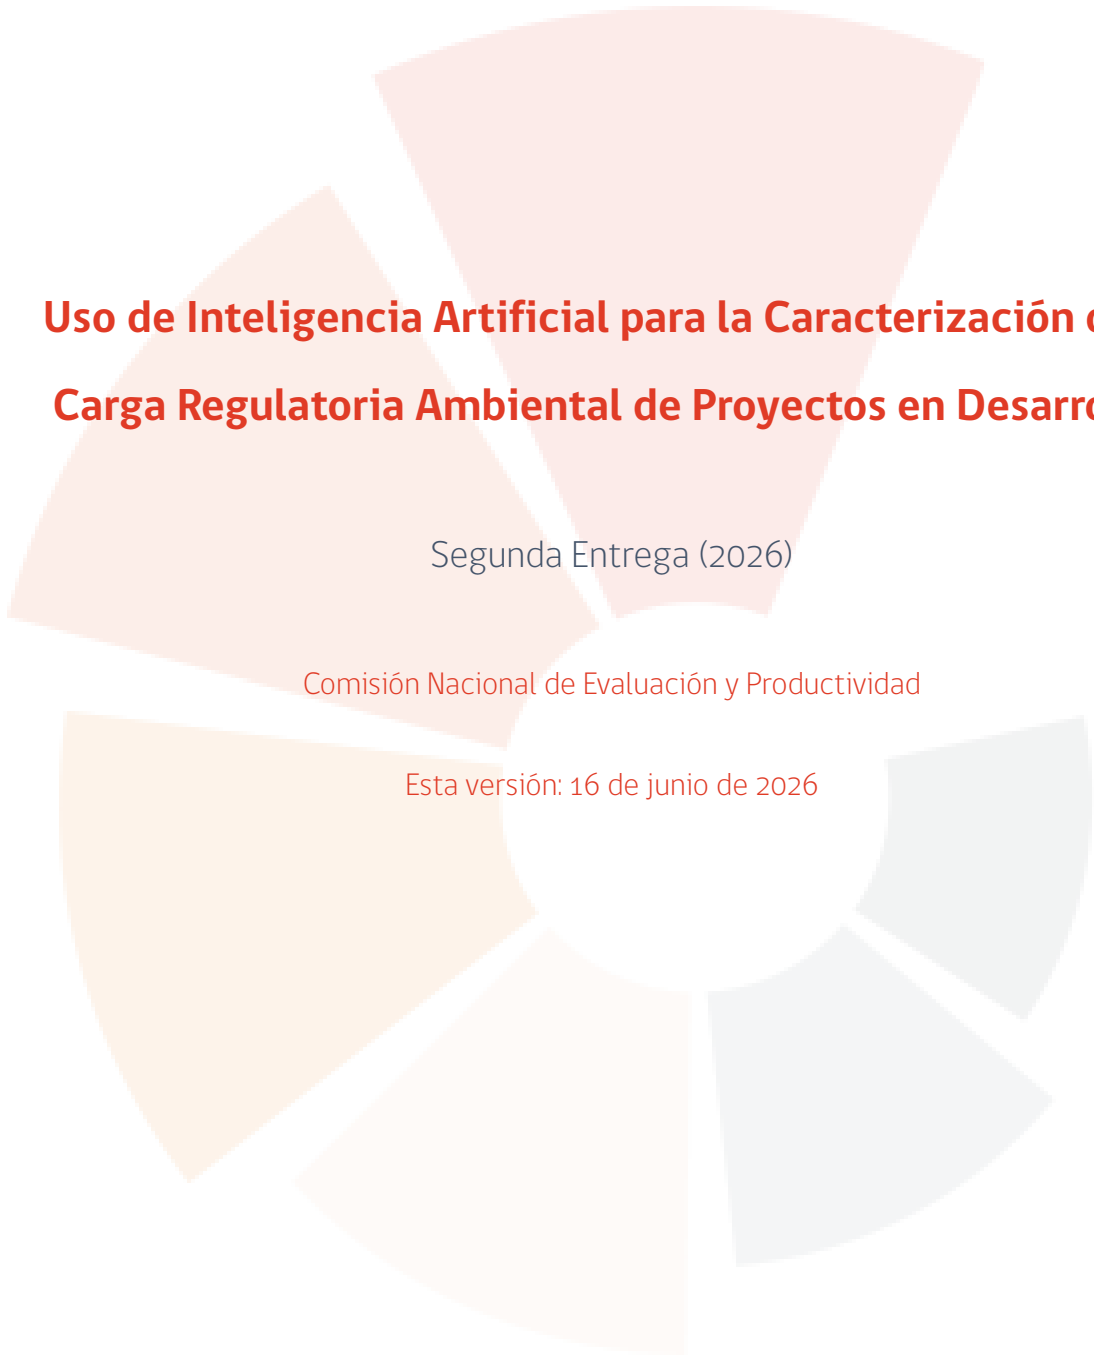 Uso de Inteligencia Artificial para la Caracterización
Carga Regulatoria Ambiental de Proyectos en
Segunda Entrega (2026)
Comisión Nacional de Evaluación y Productividad
Esta versión: 16 de junio de 2026